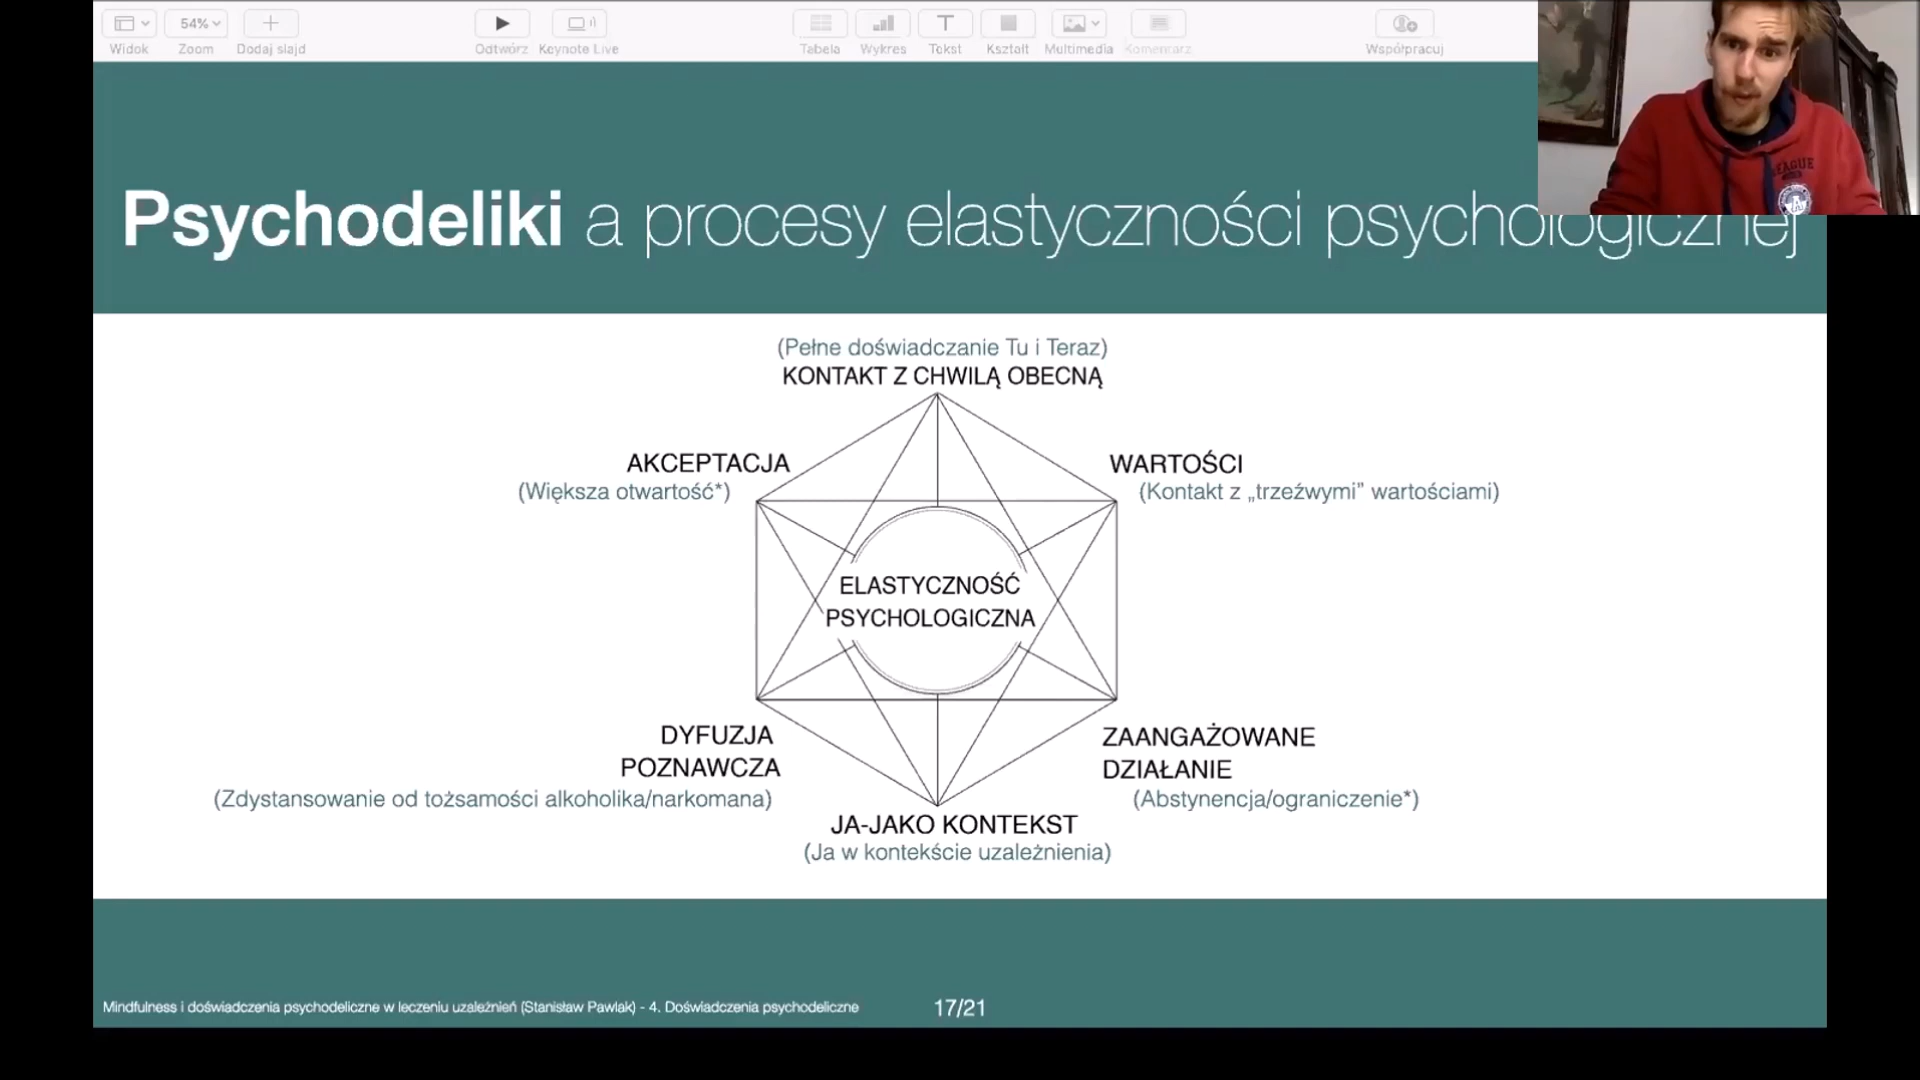 54%
Widok
Zoom
Dodaj slajd
Odtwórz
Keynote Live
Tabela
Wykres
Tekst
Kształt
Multimedia
Komentarz
Współpracuj
LEAGUE
Psychodeliki a procesy elastyczności psychologicznej
(Pełne doświadczanie Tu i Teraz)
KONTAKT Z CHWILĄ OBECNĄ
AKCEPTACJA
(Większa otwartość*)
WARTOŚCI
(Kontakt z „trzeźwymi” wartościami)
ELASTYCZNOŚĆ
PSYCHOLOGICZNA
DYFUZJA
POZNAWCZA
(Zdystansowanie od tożsamości alkoholika/narkomana)
ZAANGAŻOWANE
DZIAŁANIE
(Abstynencja/ograniczenie*)
JA-JAKO KONTEKST
(Ja w kontekście uzależnienia)
Mindfulness i doświadczenia psychodeliczne w leczeniu uzależnień (Stanisław Pawlak) - 4. Doświadczenia psychodeliczne
17/21